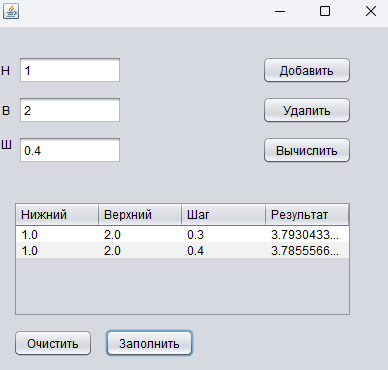 Н 1 Добавить
В 2 Удалить
Ш 0.4 Вычислить
Нижний Верхний Шаг Результат
1.0 2.0 0.3 3.7930433...
1.0 2.0 0.4 3.7855566...
Очистить Заполнить